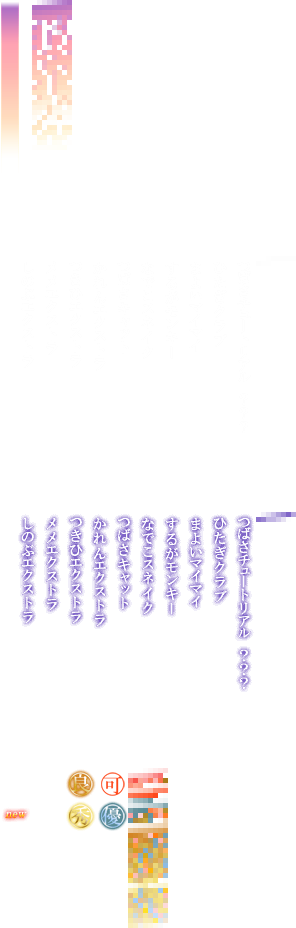 つばさチュートリアル ？？？
ひたぎクラブ
まよいマイマイ
するがモンキー
なでこスネイク
つばさキャット
かれんエクストラ
つきひエクストラ
メメエクストラ
しのぶエクストラ
良 可
new 秀 優